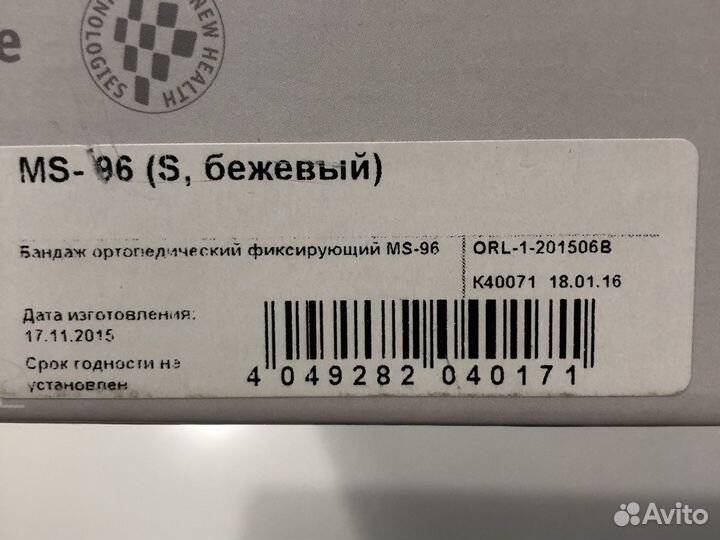 e
NEW HEALTH
NOLOGIES
MS-96 (S, бежевый)
Бандаж ортопедический фиксирующий MS-96
ORL-1-201506B
K40071 18.01.16
Дата изготовления:
17.11.2015
Срок годности не
установлен
4 049282 040171
Avito